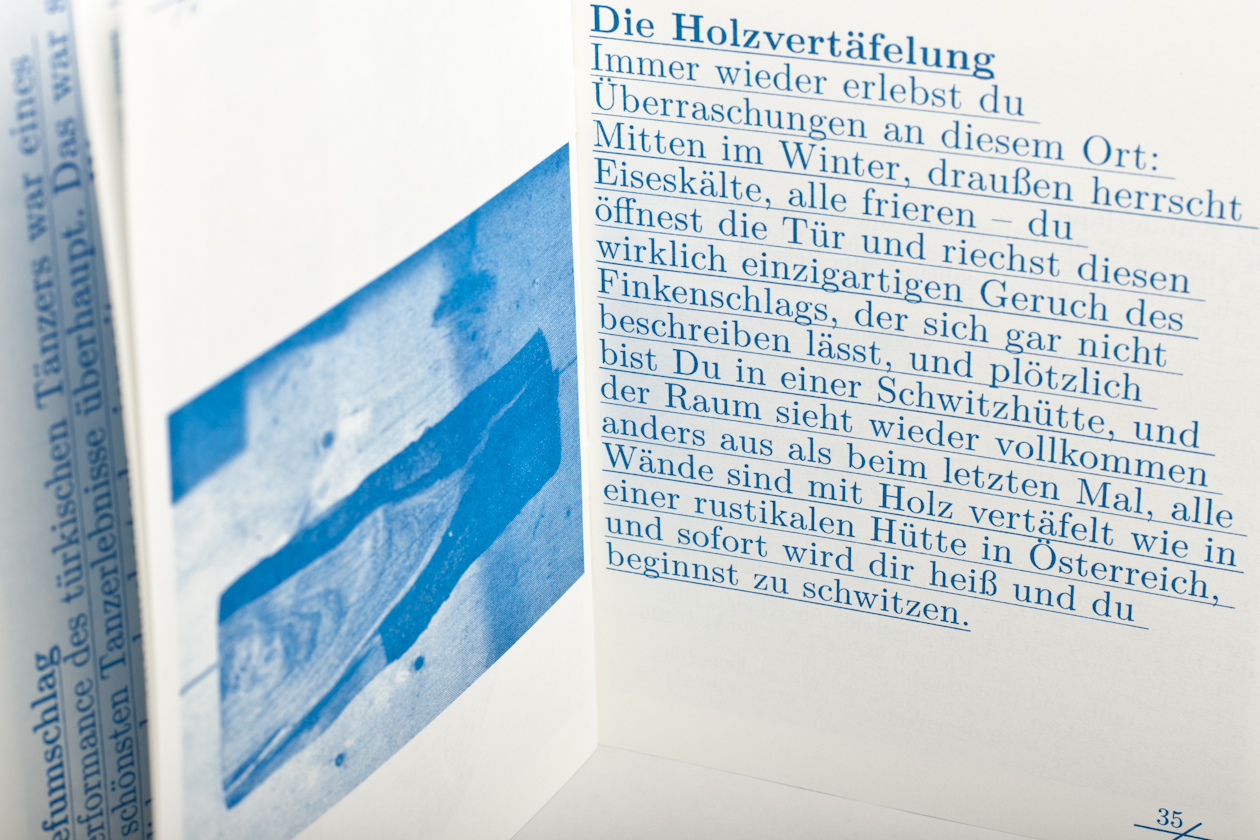 eines
Tänzers war
türkischen
performance des
efumschlag
überhaupt. Das war s
schönsten Tanzerlebnisse
Die Holzvertäfelung
Immer wieder erlebst du
Überraschungen an diesem Ort:
Mitten im Winter, draußen herrscht
Eiseskälte, alle frieren – du
öffnest die Tür und riechst diesen
wirklich einzigartigen Geruch des
Finkenschlags, der sich gar nicht
beschreiben lässt, und plötzlich
bist Du in einer Schwitzhütte, und
der Raum sieht wieder vollkommen
anders aus als beim letzten Mal, alle
Wände sind mit Holz vertäfelt wie in
einer rustikalen Hütte in Österreich,
und sofort wird dir heiß und du
beginnst zu schwitzen.
35